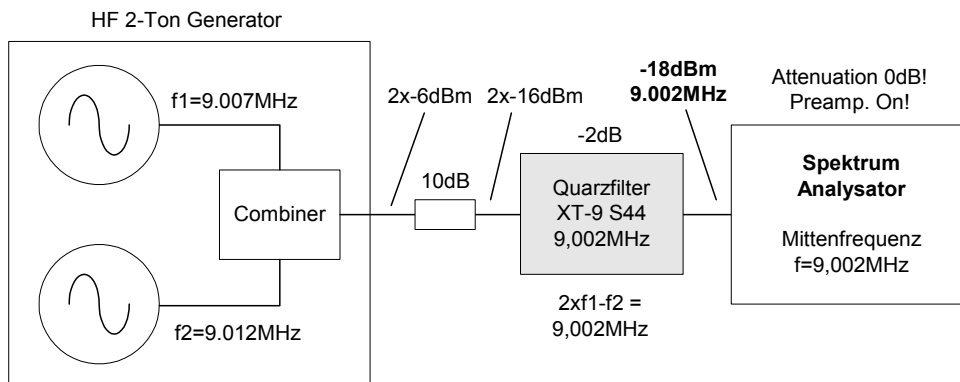 HF 2-Ton Generator
f1=9.007MHz
Combiner
f2=9.012MHz
2x-6dBm
2x-16dBm
10dB
-2dB
Quarzfilter
XT-9 S44
9,002MHz
2xf1-f2 =
9,002MHz
-18dBm
9.002MHz
Attenuation 0dB!
Preamp. On!
Spektrum
Analysator
Mittenfrequenz
f=9,002MHz